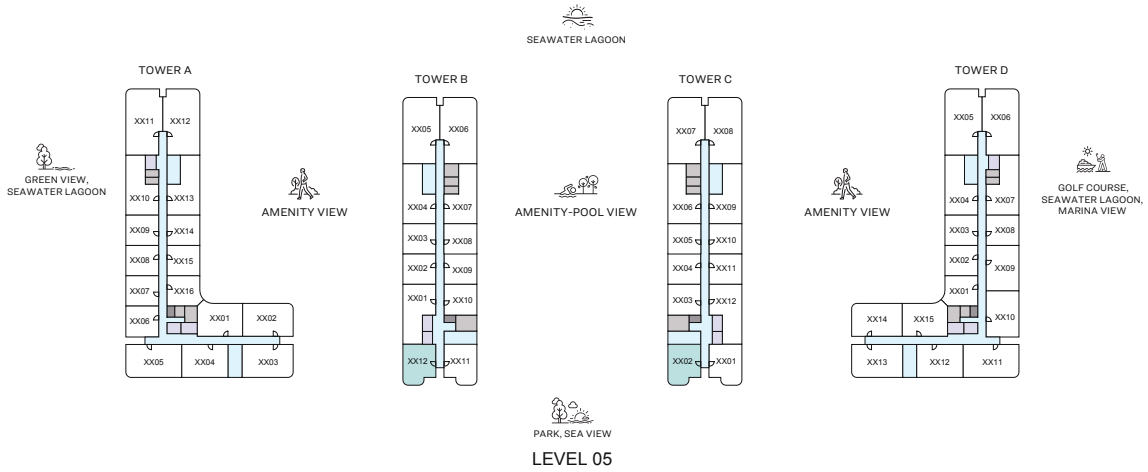 SEAWATER LAGOON
TOWER A
TOWER B
TOWER C
TOWER D
XX11 XX12
XX05 XX06
XX07 XX08
XX05 XX06
GREEN VIEW,
SEAWATER LAGOON
AMENITY VIEW
AMENITY-POOL VIEW
AMENITY VIEW
GOLF COURSE,
SEAWATER LAGOON,
MARINA VIEW
XX10 XX13
XX09 XX14
XX08 XX15
XX07 XX16
XX06 XX01 XX02
XX05 XX04 XX03
XX04 XX07
XX03 XX08
XX02 XX09
XX01 XX10
XX12 XX11
XX06 XX09
XX05 XX10
XX04 XX11
XX03 XX12
XX02 XX01
XX04 XX07
XX03 XX08
XX02 XX09
XX01
XX14 XX15 XX10
XX13 XX12 XX11
PARK, SEA VIEW
LEVEL 05